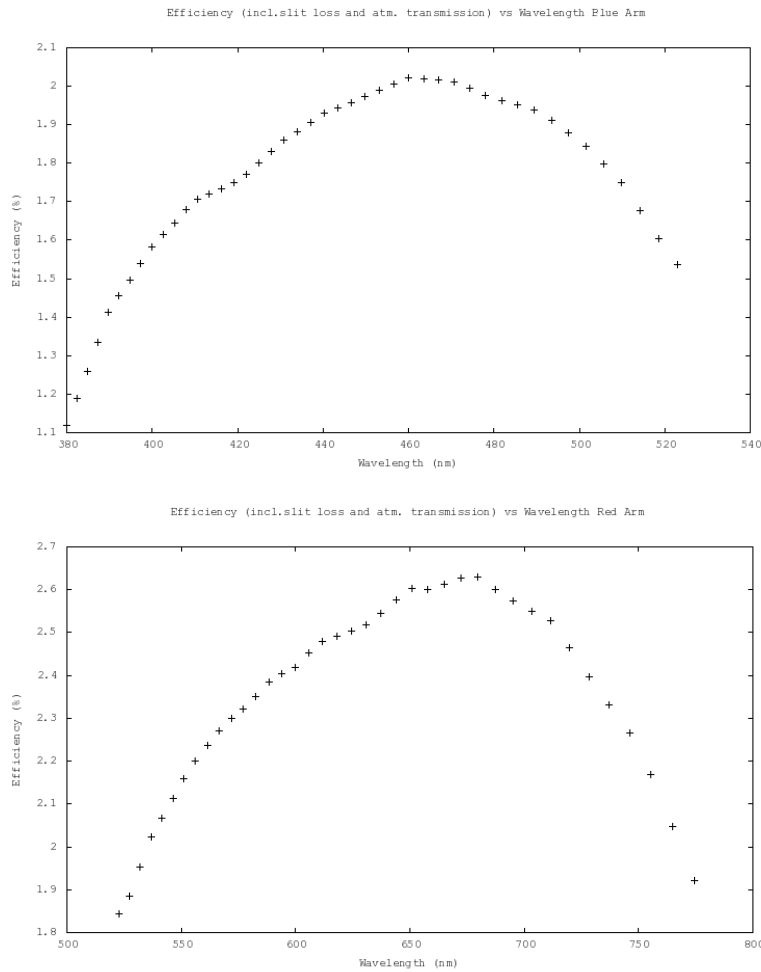 Efficiency (incl.slit loss and atm. transmission) vs Wavelength Blue Arm
2.1
2
1.9
1.8
1.7
1.6
1.5
1.4
1.3
1.2
1.1
Efficiency (%)
380 400 420 440 460 480 500 520 540
Wavelength (nm)
Efficiency (incl.slit loss and atm. transmission) vs Wavelength Red Arm
2.7
2.6
2.5
2.4
2.3
2.2
2.1
2
1.9
1.8
Efficiency (%)
500 550 600 650 700 750 800
Wavelength (nm)